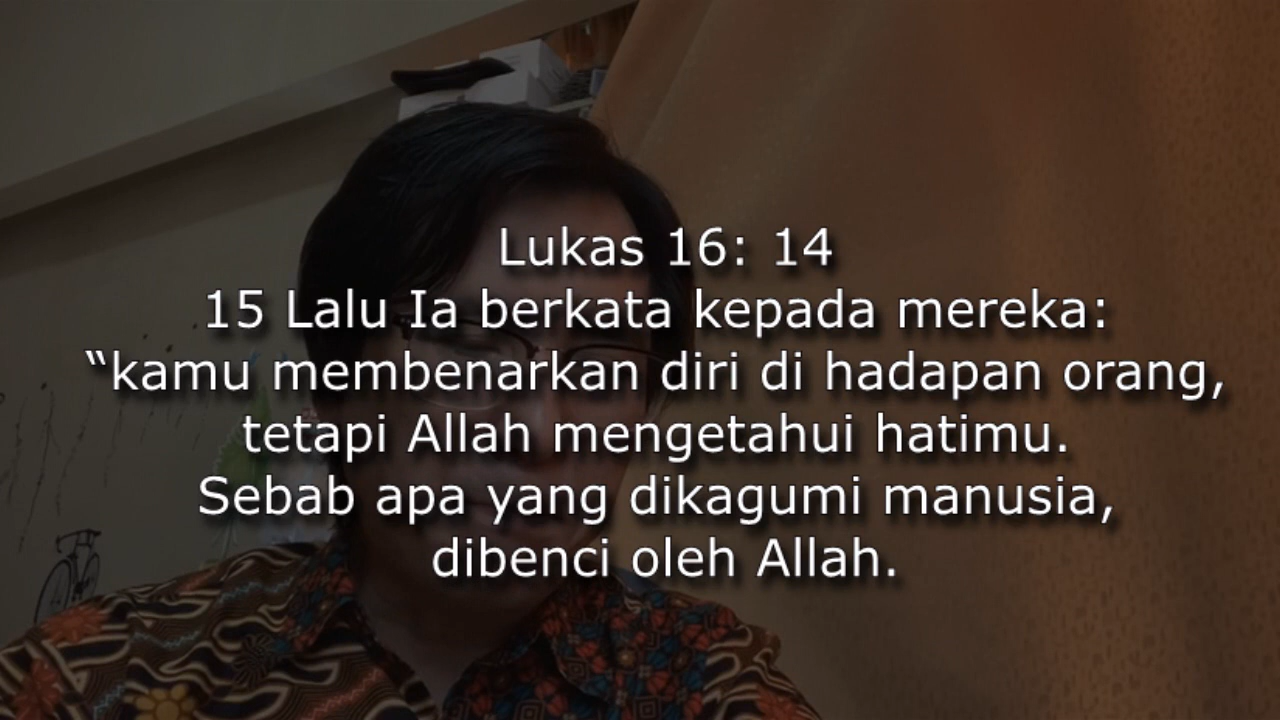 Lukas 16: 14
15 Lalu Ia berkata kepada mereka:
“kamu membenarkan diri di hadapan orang,
tetapi Allah mengetahui hatimu.
Sebab apa yang dikagumi manusia,
dibenci oleh Allah.